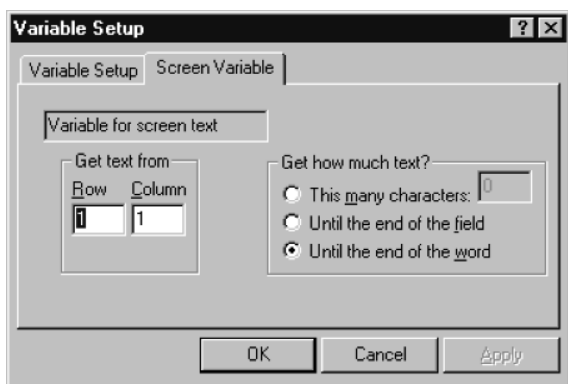 Variable Setup
Variable Setup Screen Variable
Variable for screen text
Get text from
Row Column
1 1
Get how much text?
This many characters: 0
Until the end of the field
Until the end of the word
OK Cancel Apply